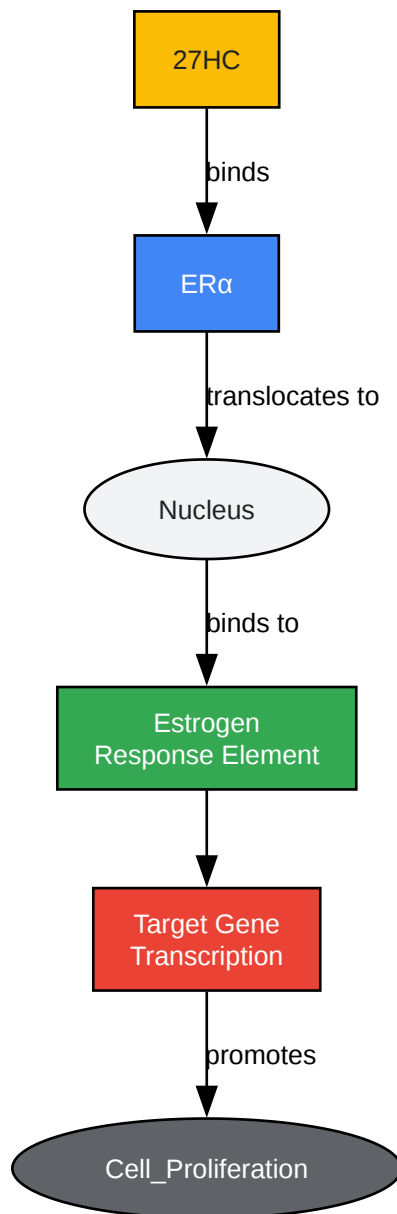 27HC
binds
ERα
translocates to
Nucleus
binds to
Estrogen
Response Element
Target Gene
Transcription
promotes
Cell_Proliferation